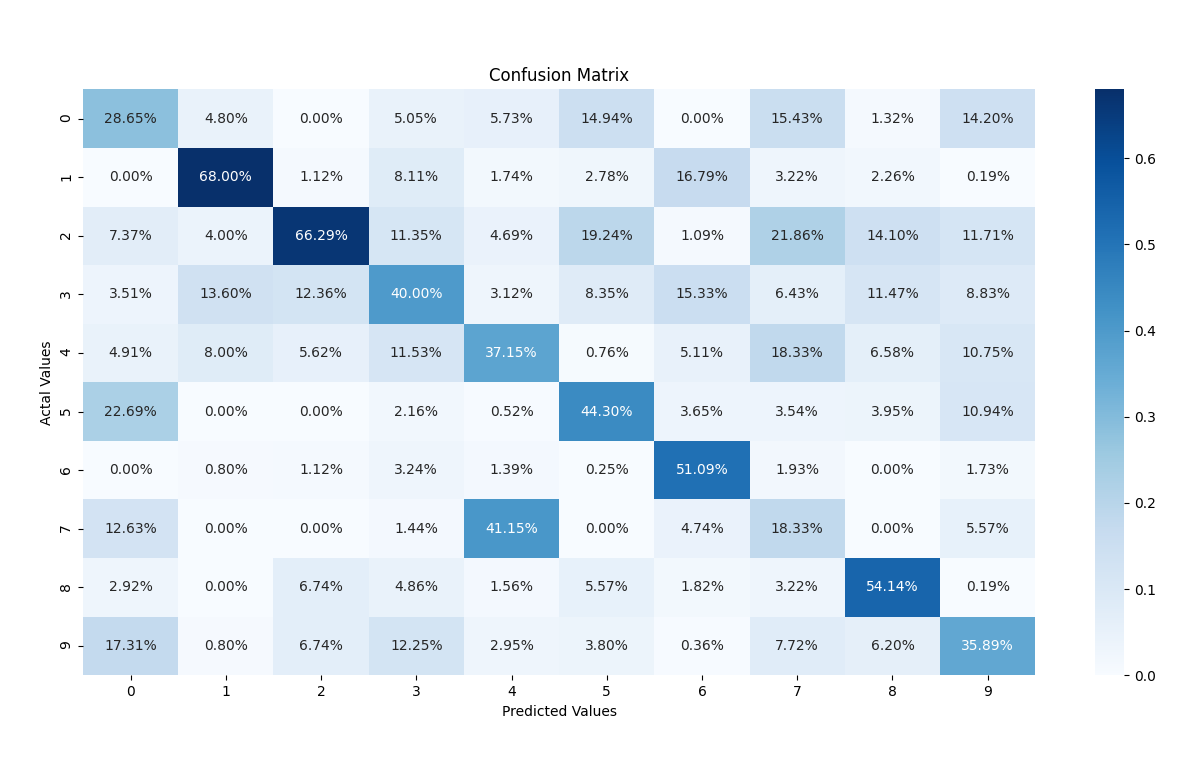 Confusion Matrix
0 28.65% 4.80% 0.00% 5.05% 5.73% 14.94% 0.00% 15.43% 1.32% 14.20%
1 0.00% 68.00% 1.12% 8.11% 1.74% 2.78% 16.79% 3.22% 2.26% 0.19%
2 7.37% 4.00% 66.29% 11.35% 4.69% 19.24% 1.09% 21.86% 14.10% 11.71%
3 3.51% 13.60% 12.36% 40.00% 3.12% 8.35% 15.33% 6.43% 11.47% 8.83%
4 4.91% 8.00% 5.62% 11.53% 37.15% 0.76% 5.11% 18.33% 6.58% 10.75%
5 22.69% 0.00% 0.00% 2.16% 0.52% 44.30% 3.65% 3.54% 3.95% 10.94%
6 0.00% 0.80% 1.12% 3.24% 1.39% 0.25% 51.09% 1.93% 0.00% 1.73%
7 12.63% 0.00% 0.00% 1.44% 41.15% 0.00% 4.74% 18.33% 0.00% 5.57%
8 2.92% 0.00% 6.74% 4.86% 1.56% 5.57% 1.82% 3.22% 54.14% 0.19%
9 17.31% 0.80% 6.74% 12.25% 2.95% 3.80% 0.36% 7.72% 6.20% 35.89%
0 1 2 3 4 5 6 7 8 9
Predicted Values
Actal Values
0.6
0.5
0.4
0.3
0.2
0.1
0.0